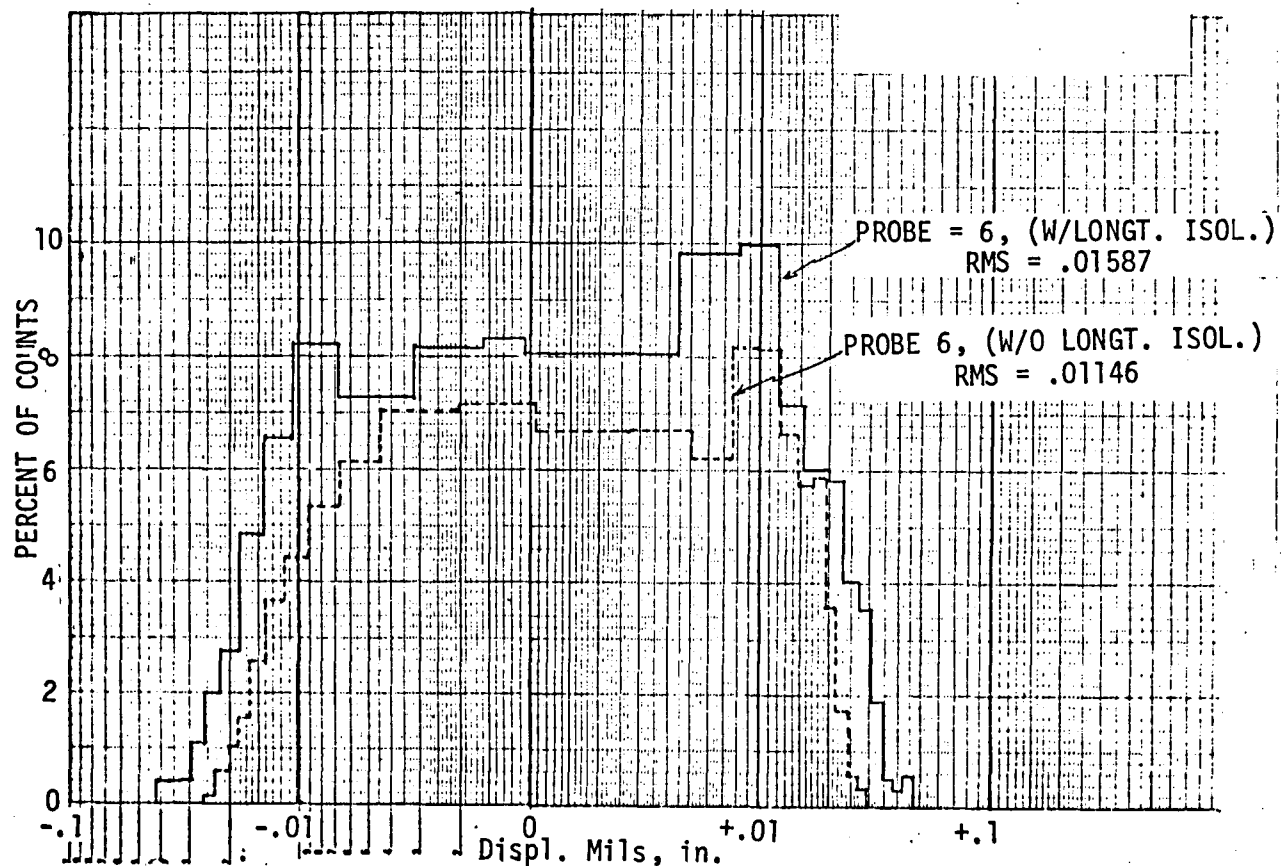 10
8
6
4
2
0
PERCENT OF COUNTS
PROBE = 6, (W/LONGT. ISOL.)
RMS = .01587
PROBE 6, (W/O LONGT. ISOL.)
RMS = .01146
-.1
-.01
0
+.01
+.1
Displ. Mils, in.